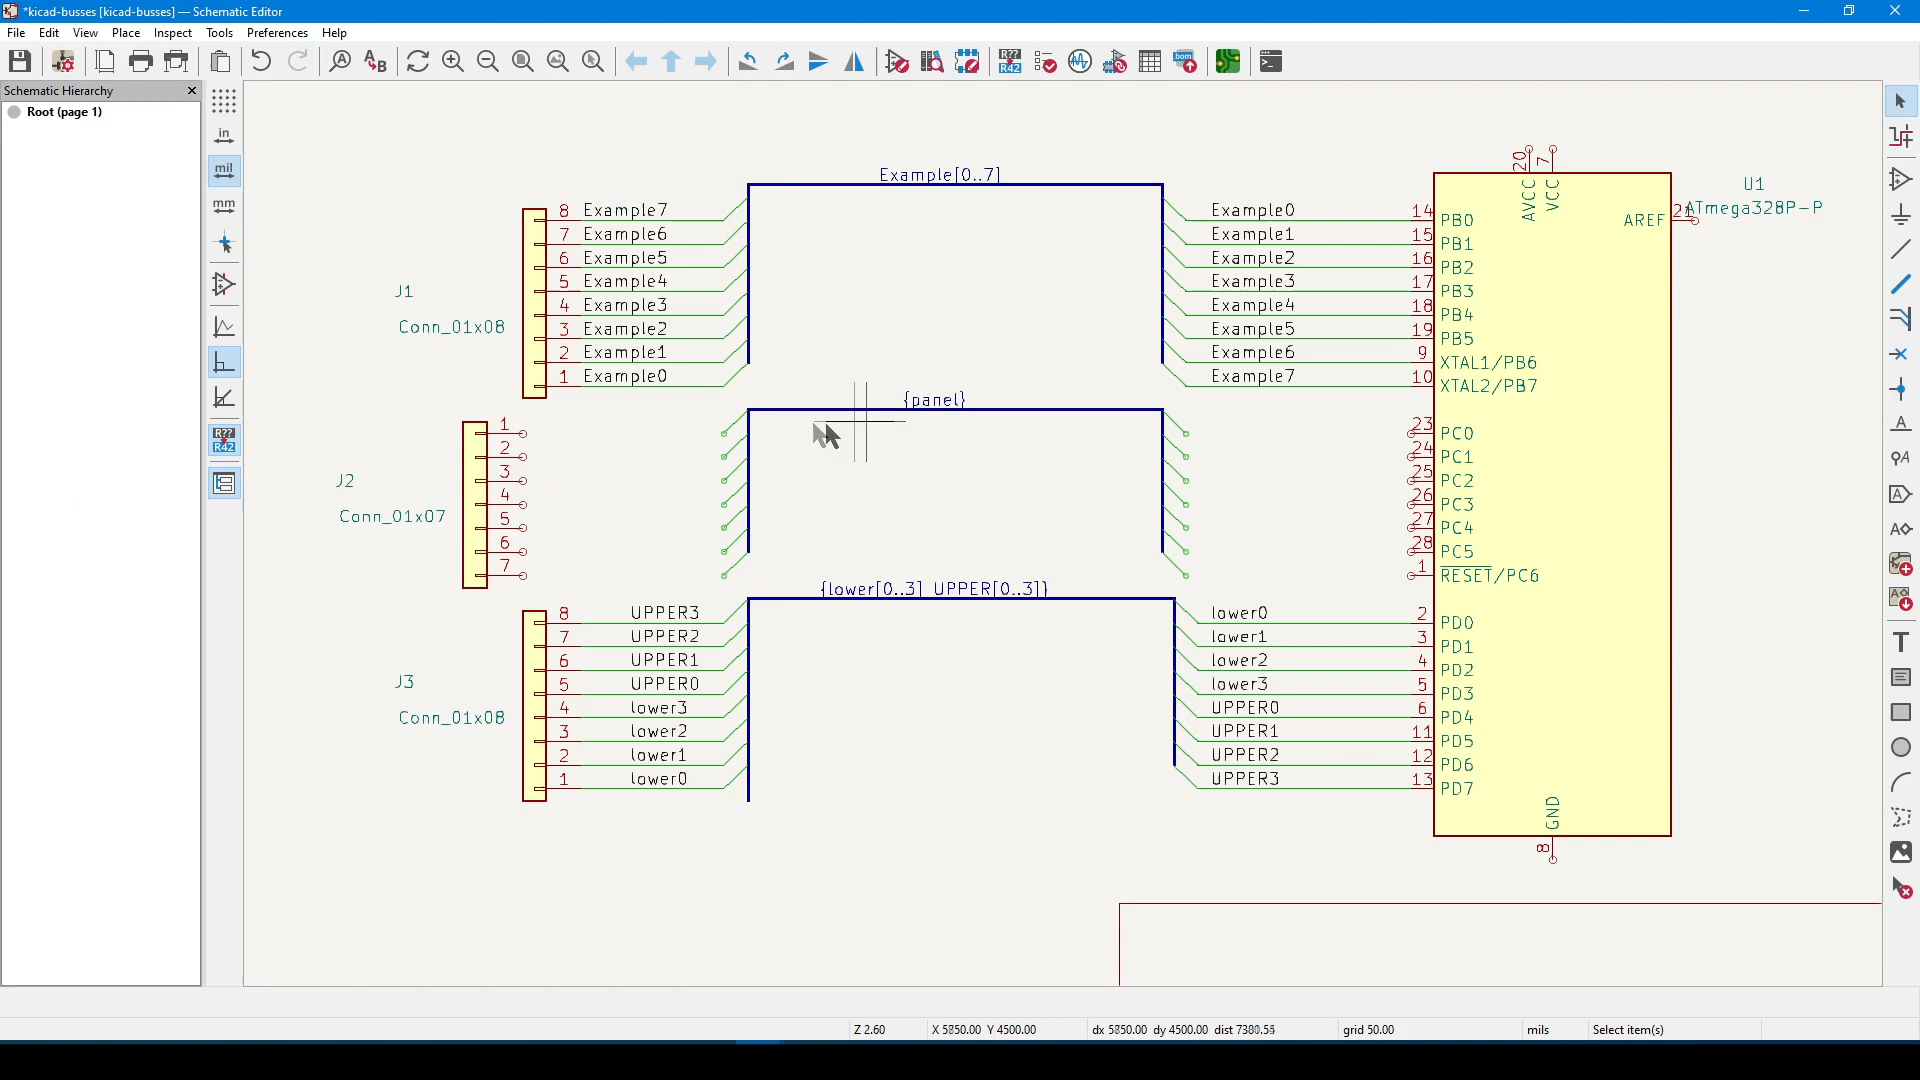 *kicad-busses [kicad-busses] — Schematic Editor
File Edit View Place Inspect Tools Preferences Help
Schematic Hierarchy
Root (page 1)
in
mil
mm
R??
R42
R??
R42
bom
Example[0..7]
J1
Conn_01x08
8 Example7
7 Example6
6 Example5
5 Example4
4 Example3
3 Example2
2 Example1
1 Example0
Example0 14 PB0
Example1 15 PB1
Example2 16 PB2
Example3 17 PB3
Example4 18 PB4
Example5 19 PB5
Example6 9 XTAL1/PB6
Example7 10 XTAL2/PB7
20 AVCC
7 VCC
U1
ATmega328P-P
AREF 21
{panel}
J2
Conn_01x07
1
2
3
4
5
6
7
23 PC0
24 PC1
25 PC2
26 PC3
27 PC4
28 PC5
1 RESET/PC6
{lower[0..3] UPPER[0..3]}
J3
Conn_01x08
8 UPPER3
7 UPPER2
6 UPPER1
5 UPPER0
4 lower3
3 lower2
2 lower1
1 lower0
lower0 2 PD0
lower1 3 PD1
lower2 4 PD2
lower3 5 PD3
UPPER0 6 PD4
UPPER1 11 PD5
UPPER2 12 PD6
UPPER3 13 PD7
GND
8
Z 2.60 X 5850.00 Y 4500.00 dx 5850.00 dy 4500.00 grid 50.00 mils Select item(s)